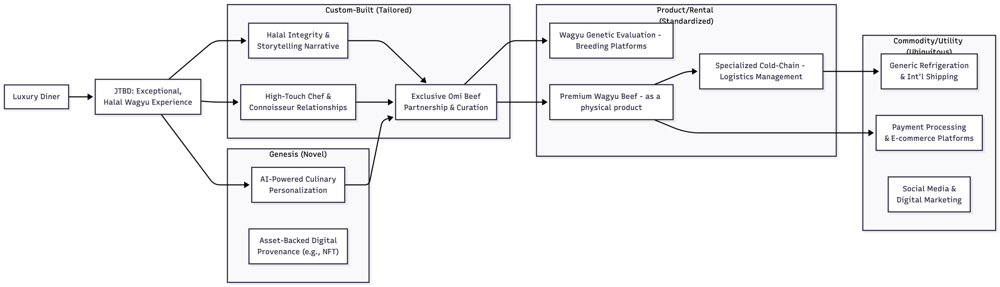 Luxury Diner
JTBD: Exceptional,
Halal Wagyu Experience
Custom-Built (Tailored)
Halal Integrity &
Storytelling Narrative
High-Touch Chef &
Connoisseur Relationships
Exclusive Omi Beef
Partnership & Curation
Genesis (Novel)
AI-Powered Culinary
Personalization
Asset-Backed Digital
Provenance (e.g., NFT)
Product/Rental
(Standardized)
Wagyu Genetic Evaluation -
Breeding Platforms
Premium Wagyu Beef - as a
physical product
Specialized Cold-Chain -
Logistics Management
Commodity/Utility
(Ubiquitous)
Generic Refrigeration
& Int'l Shipping
Payment Processing
& E-commerce Platforms
Social Media &
Digital Marketing